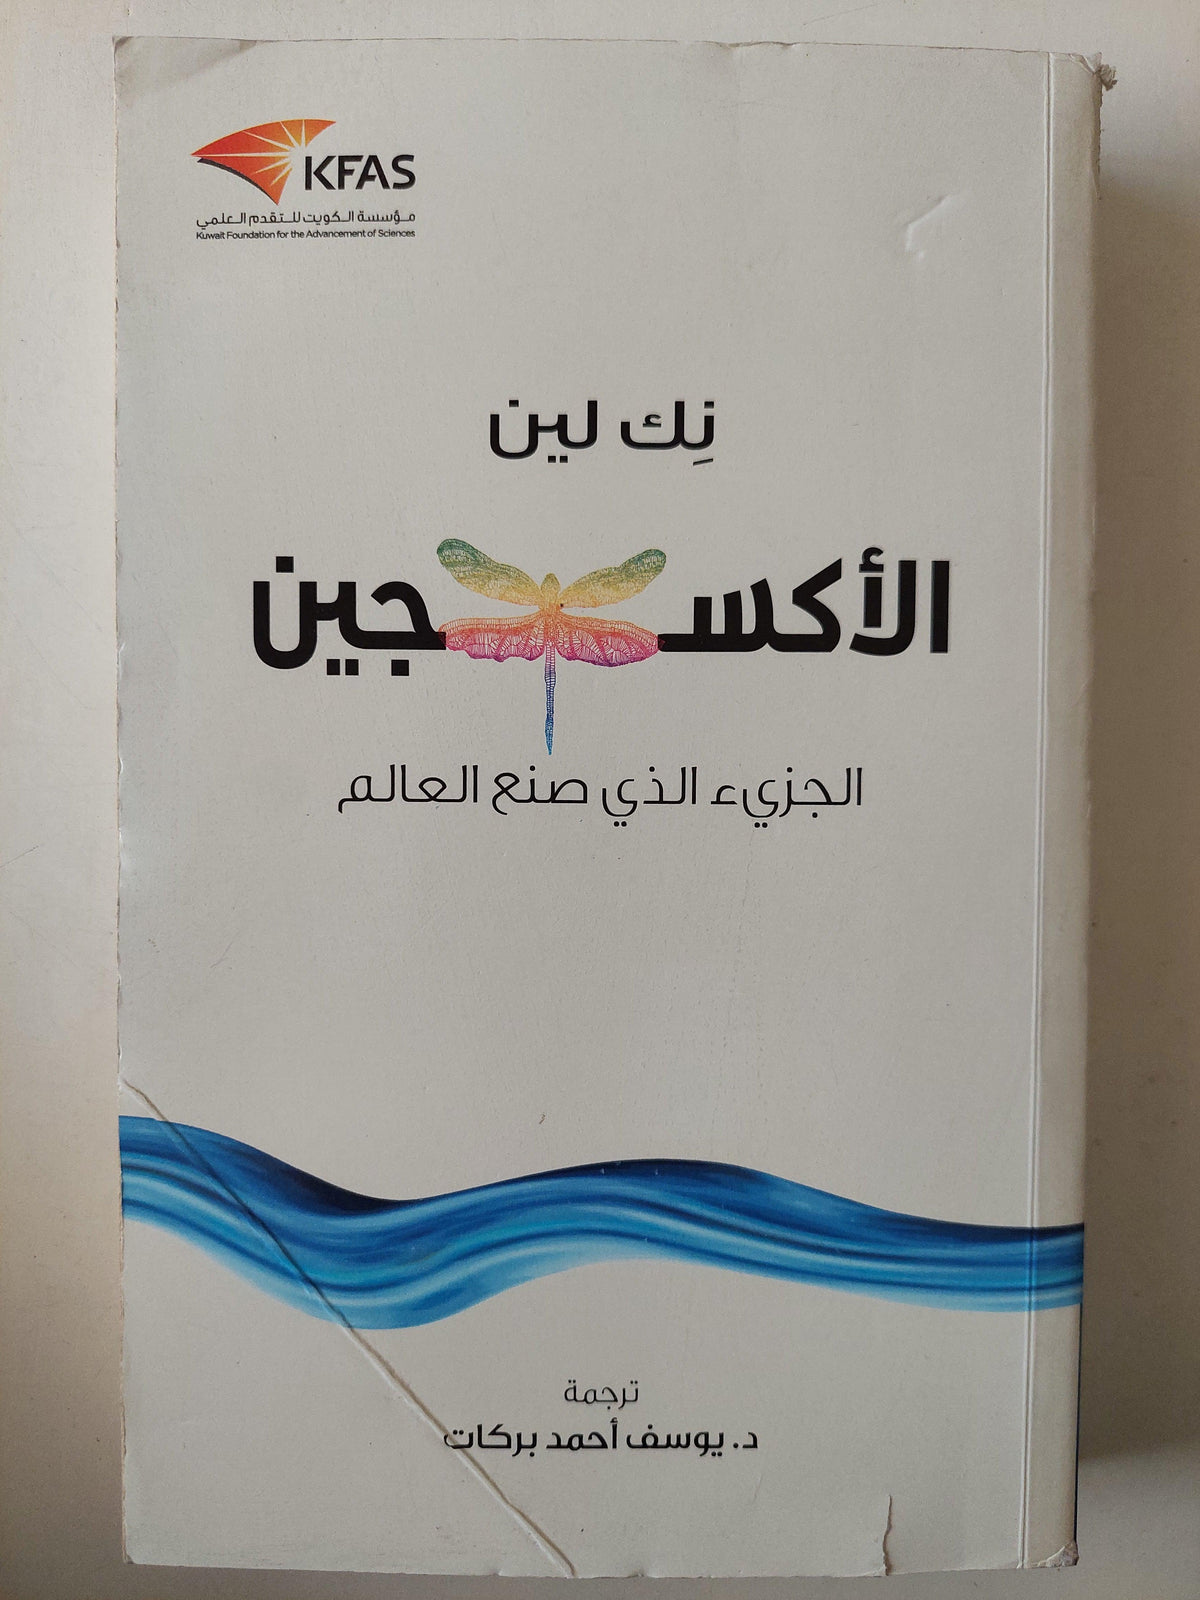 KFAS
مؤسسة الكويت للتقدم العلمي
Kuwait Foundation for the Advancement of Sciences
نِك لين
الأكسجين
الجزيء الذي صنع العالم
ترجمة
د. يوسف أحمد بركات